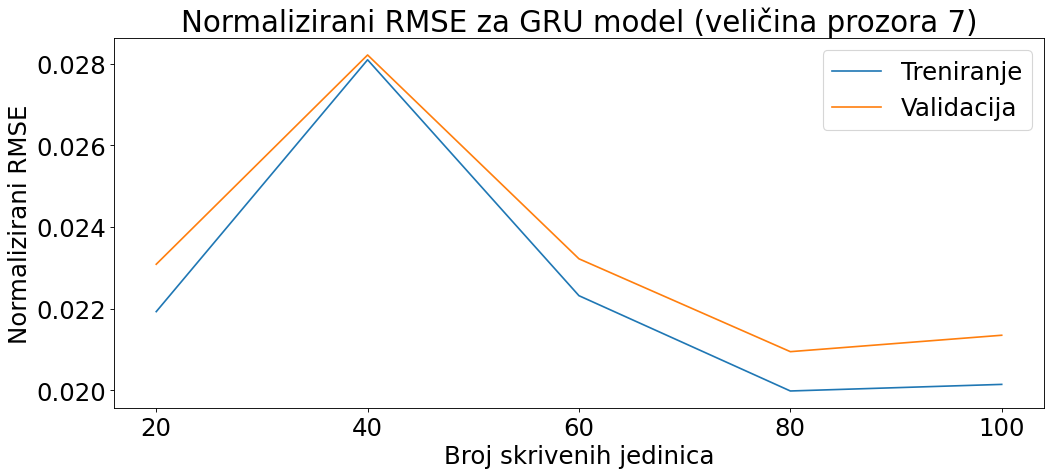 Normalizirani RMSE za GRU model (veličina prozora 7)
Normalizirani RMSE
0.028
0.026
0.024
0.022
0.020
Treniranje
Validacija
20 40 60 80 100
Broj skrivenih jedinica